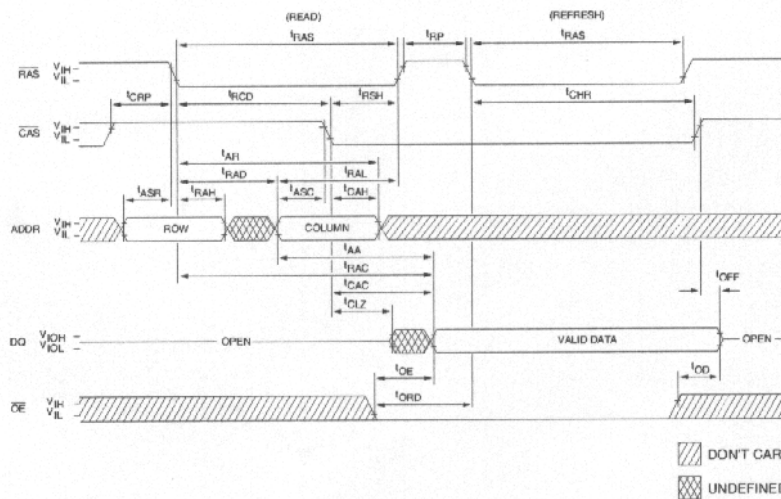 (READ) (REFRESH)
tRAS tRP tRAS
RAS VIH VIL
tCRP tRCD tRSH tCHR
CAS VIH VIL
tAR
tRAD tRAL
tASR tRAH tASC tCAH
ADDR VIH VIL ROW COLUMN
tAA
tRAC
tCAC tOFF
tCLZ
DQ VIOH VIOL OPEN VALID DATA OPEN
tOE tOD
OE VIH VIL tORD
DON'T CAR
UNDEFINED